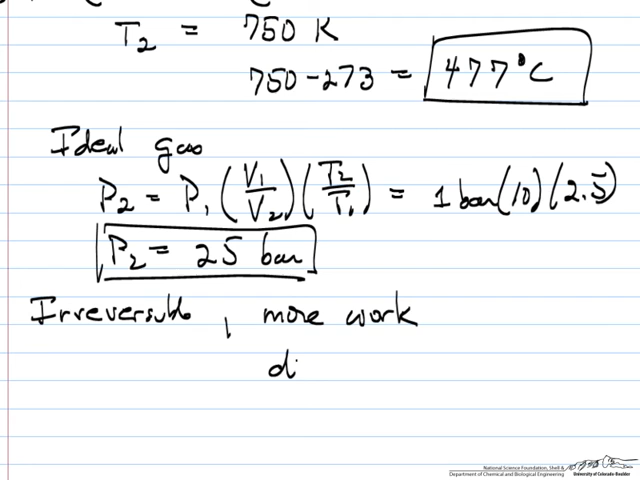 T₂ = 750 K
750 - 273 = 477°C
Ideal gas
P₂ = P₁ (V₁/V₂)(T₂/T₁) = 1 bar(10)(2.5)
P₂ = 25 bar
Irreversible, more work
di
National Science Foundation, Shell &
Department of Chemical and Biological Engineering
University of Colorado-Boulder